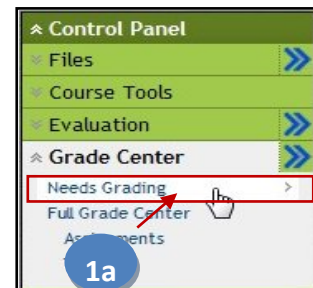 Control Panel
Files
Course Tools
Evaluation
Grade Center
Needs Grading
Full Grade Center
1a